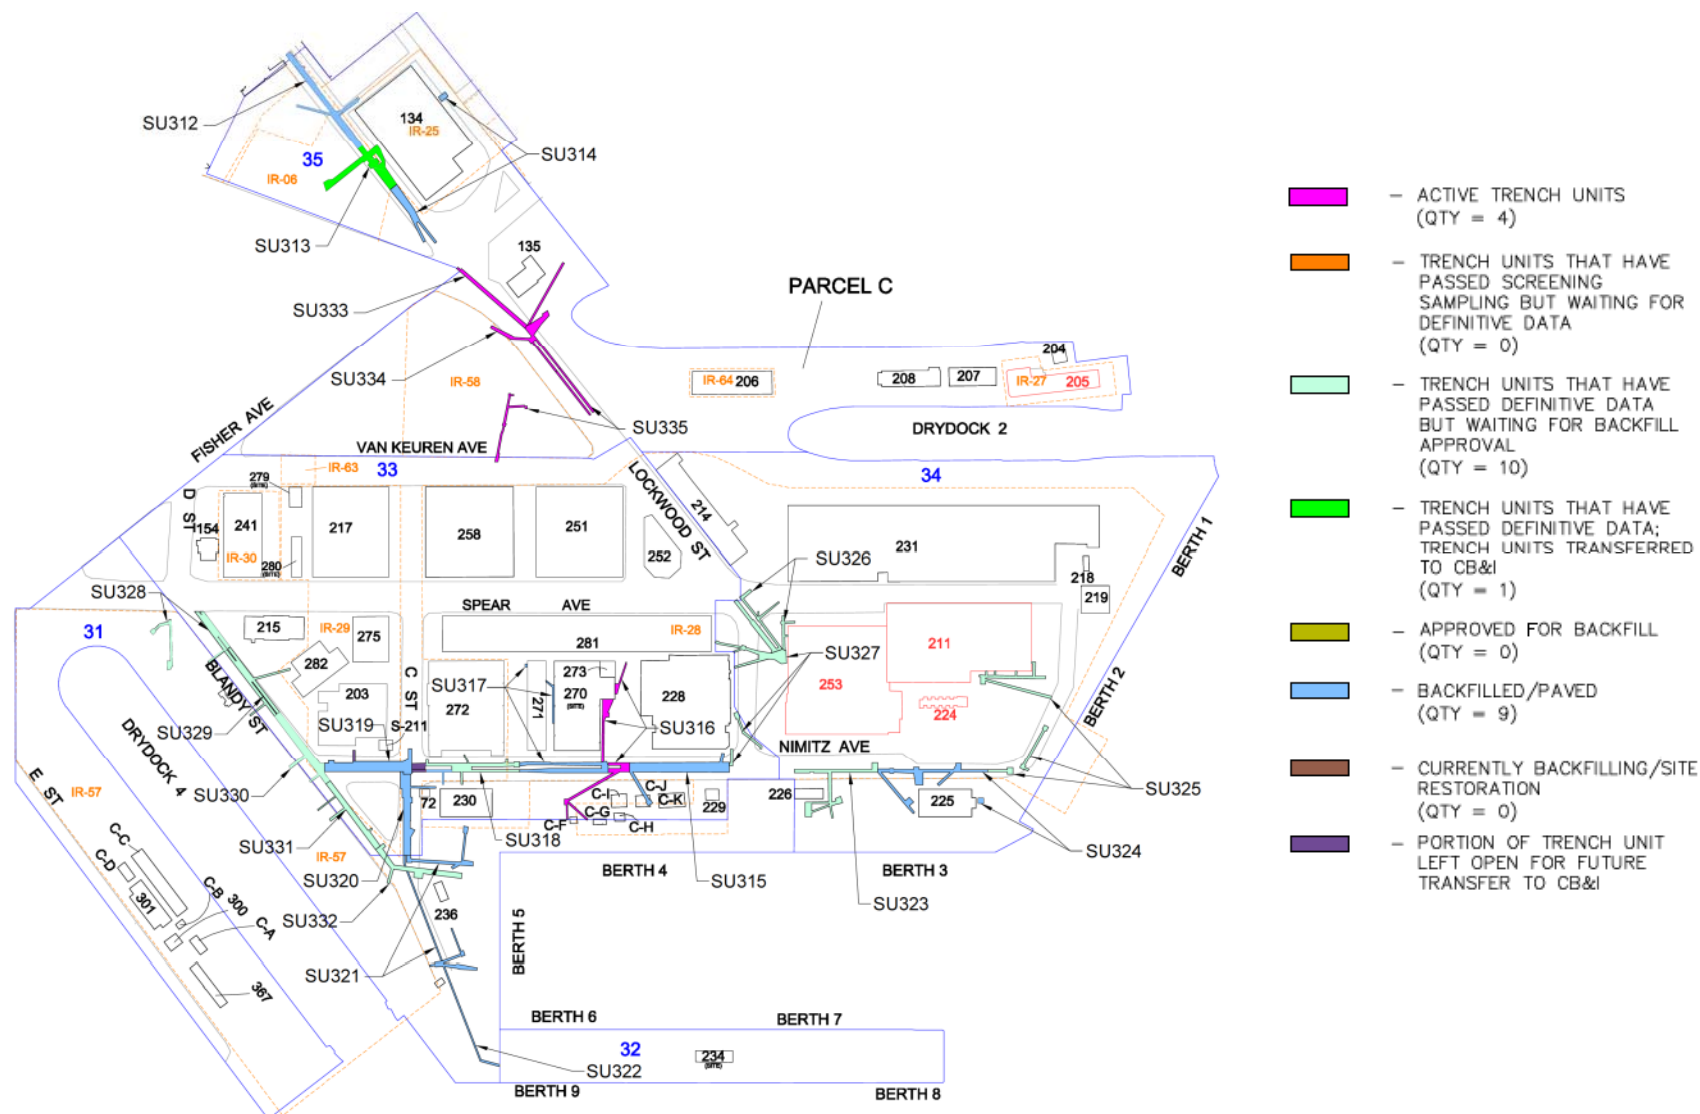 134
IR-25
SU312
SU314
35
IR-06
SU313
135
SU333
PARCEL C
SU334
IR-58
IR-64 206
208
207
204
IR-27
205
SU335
DRYDOCK 2
FISHER AVE
VAN KEUREN AVE
IR-63
33
34
LOCKWOOD ST
279
(SITE)
D ST
154
241
217
258
251
252
214
231
BERTH 1
IR-30
280
(SITE)
218
219
SU326
SU328
SPEAR AVE
31
215
IR-29
275
281
IR-28
211
SU327
282
BLANDY ST
203
C ST
SU317
273
270
(SITE)
271
272
228
253
224
BERTH 2
SU319
S-211
SU316
SU329
DRYDOCK 4
NIMITZ AVE
E ST
IR-57
SU330
72
230
C-I
C-J
C-K
C-G
C-F
C-H
229
226
225
SU325
SU331
IR-57
SU318
SU324
SU320
BERTH 4
SU315
BERTH 3
SU323
C-C
C-D
C-B
301
300
C-A
SU332
236
BERTH 5
SU321
367
BERTH 6
BERTH 7
32
234
(SITE)
SU322
BERTH 9
BERTH 8
— ACTIVE TRENCH UNITS
(QTY = 4)
— TRENCH UNITS THAT HAVE
PASSED SCREENING
SAMPLING BUT WAITING FOR
DEFINITIVE DATA
(QTY = 0)
— TRENCH UNITS THAT HAVE
PASSED DEFINITIVE DATA
BUT WAITING FOR BACKFILL
APPROVAL
(QTY = 10)
— TRENCH UNITS THAT HAVE
PASSED DEFINITIVE DATA;
TRENCH UNITS TRANSFERRED
TO CB&I
(QTY = 1)
— APPROVED FOR BACKFILL
(QTY = 0)
— BACKFILLED/PAVED
(QTY = 9)
— CURRENTLY BACKFILLING/SITE
RESTORATION
(QTY = 0)
— PORTION OF TRENCH UNIT
LEFT OPEN FOR FUTURE
TRANSFER TO CB&I